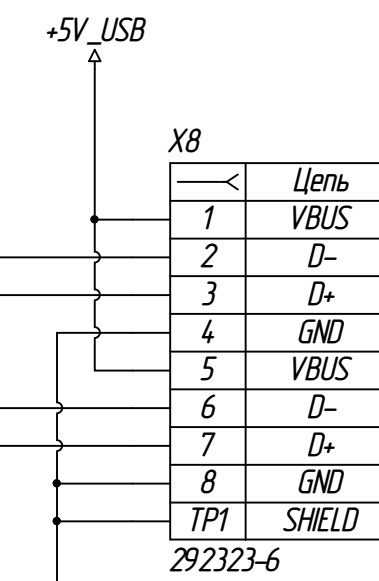 +5V_USB
X8
Цепь
1 VBUS
2 D-
3 D+
4 GND
5 VBUS
6 D-
7 D+
8 GND
TP1 SHIELD
292323-6